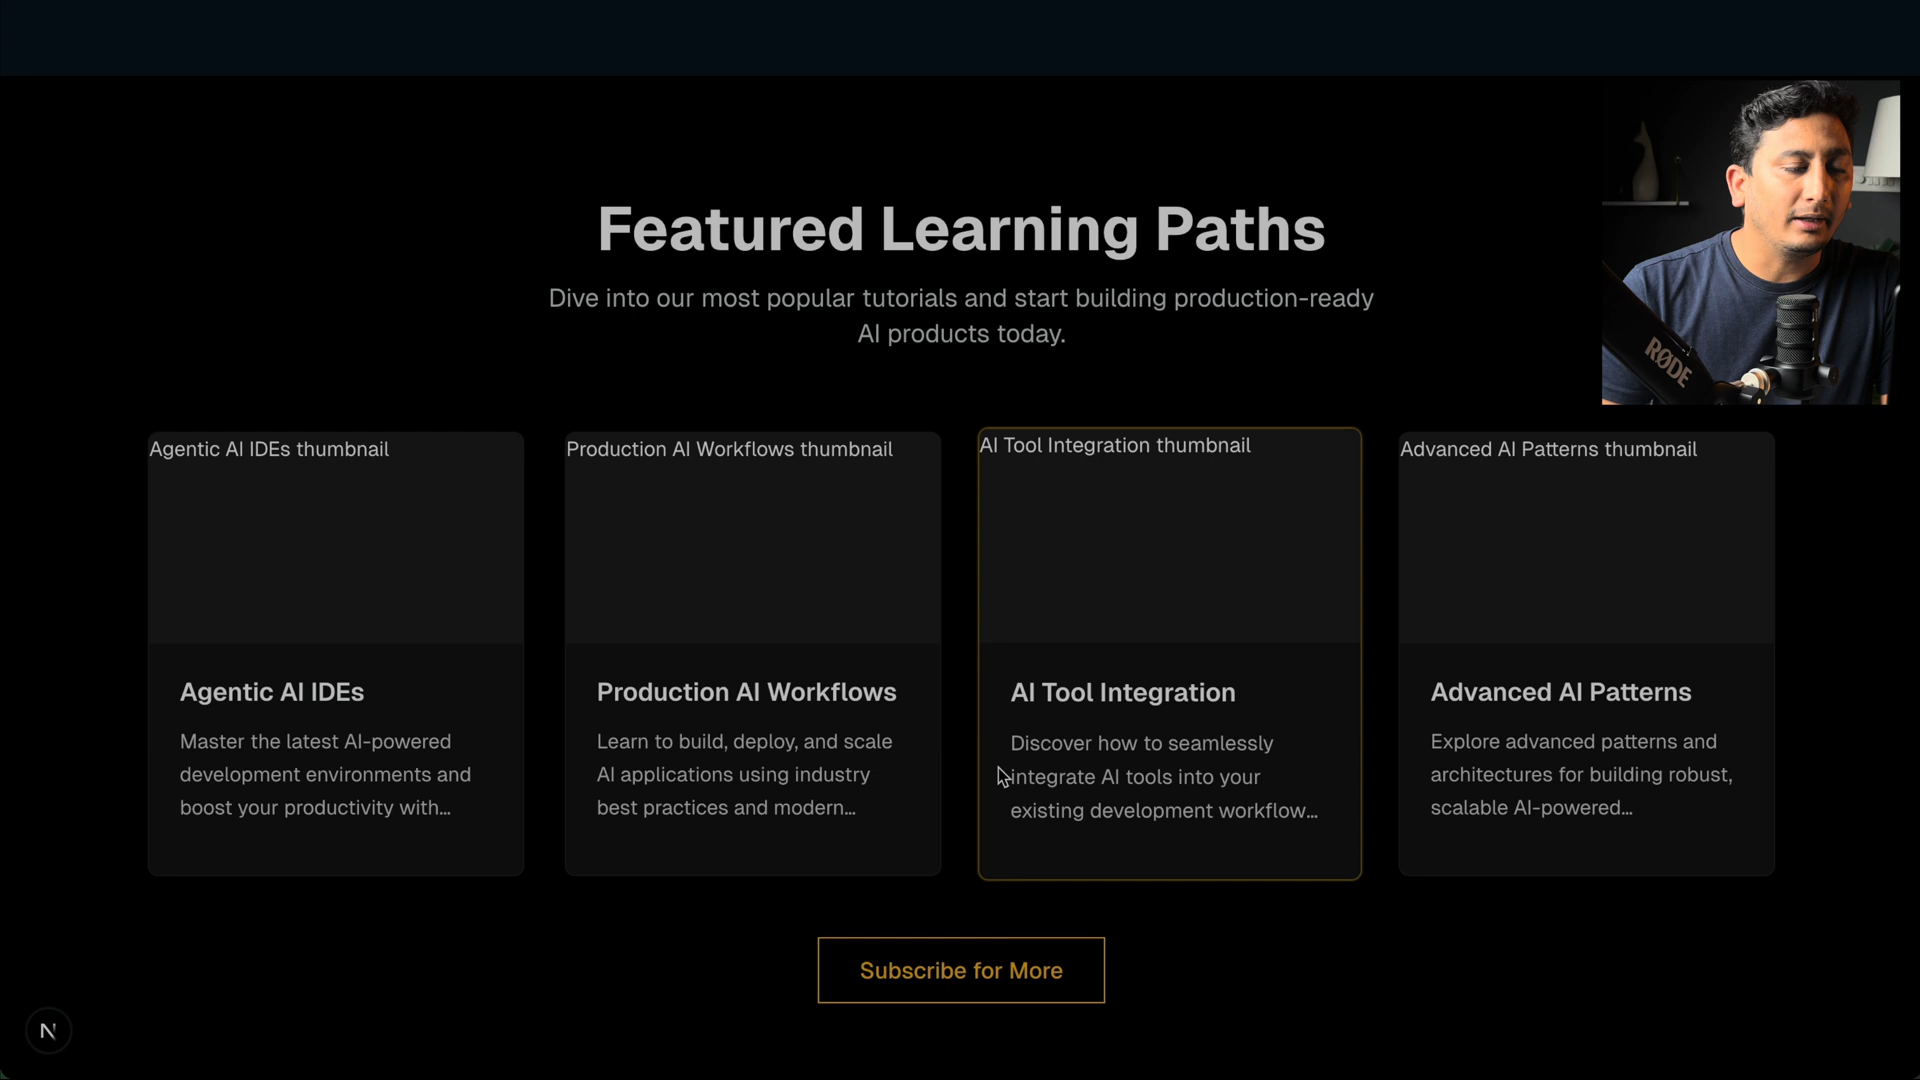 Featured Learning Paths
Dive into our most popular tutorials and start building production-ready
AI products today.
RØDE
Agentic AI IDEs thumbnail
Agentic AI IDEs
Master the latest AI-powered
development environments and
boost your productivity with...
Production AI Workflows thumbnail
Production AI Workflows
Learn to build, deploy, and scale
AI applications using industry
best practices and modern...
AI Tool Integration thumbnail
AI Tool Integration
Discover how to seamlessly
integrate AI tools into your
existing development workflow...
Advanced AI Patterns thumbnail
Advanced AI Patterns
Explore advanced patterns and
architectures for building robust,
scalable AI-powered...
Subscribe for More
N